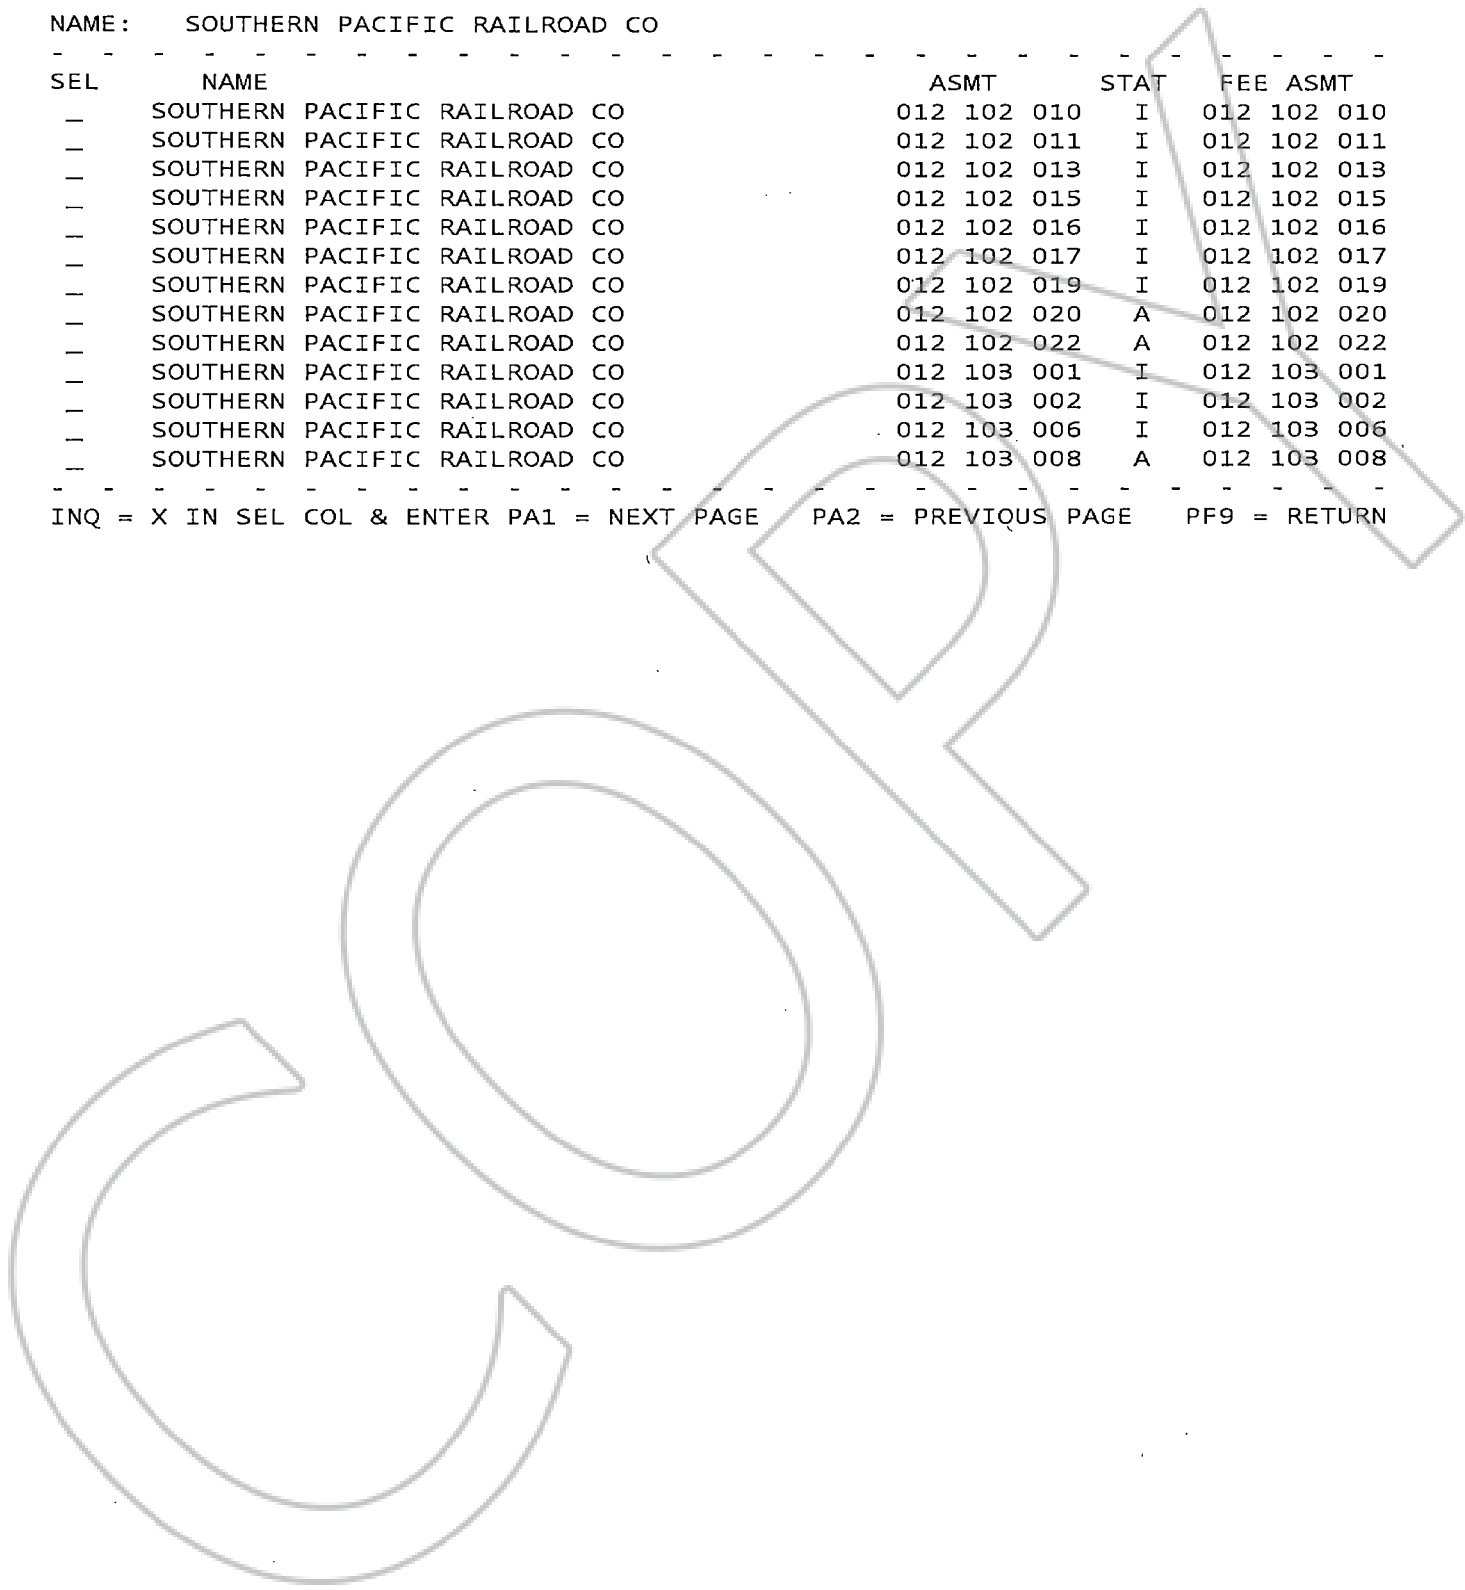 NAME: SOUTHERN PACIFIC RAILROAD CO
- - - - - - - - - - - - - - - - - - - - - - - - - - -
SEL NAME ASMT STAT FEE ASMT
_ SOUTHERN PACIFIC RAILROAD CO 012 102 010 I 012 102 010
_ SOUTHERN PACIFIC RAILROAD CO 012 102 011 I 012 102 011
_ SOUTHERN PACIFIC RAILROAD CO 012 102 013 I 012 102 013
_ SOUTHERN PACIFIC RAILROAD CO 012 102 015 I 012 102 015
_ SOUTHERN PACIFIC RAILROAD CO 012 102 016 I 012 102 016
_ SOUTHERN PACIFIC RAILROAD CO 012 102 017 I 012 102 017
_ SOUTHERN PACIFIC RAILROAD CO 012 102 019 I 012 102 019
_ SOUTHERN PACIFIC RAILROAD CO 012 102 020 A 012 102 020
_ SOUTHERN PACIFIC RAILROAD CO 012 102 022 A 012 102 022
_ SOUTHERN PACIFIC RAILROAD CO 012 103 001 I 012 103 001
_ SOUTHERN PACIFIC RAILROAD CO 012 103 002 I 012 103 002
_ SOUTHERN PACIFIC RAILROAD CO 012 103 006 I 012 103 006
_ SOUTHERN PACIFIC RAILROAD CO 012 103 008 A 012 103 008
- - - - - - - - - - - - - - - - - - - - - - - - - - -
INQ = X IN SEL COL & ENTER PA1 = NEXT PAGE PA2 = PREVIOUS PAGE PF9 = RETURN
COPY